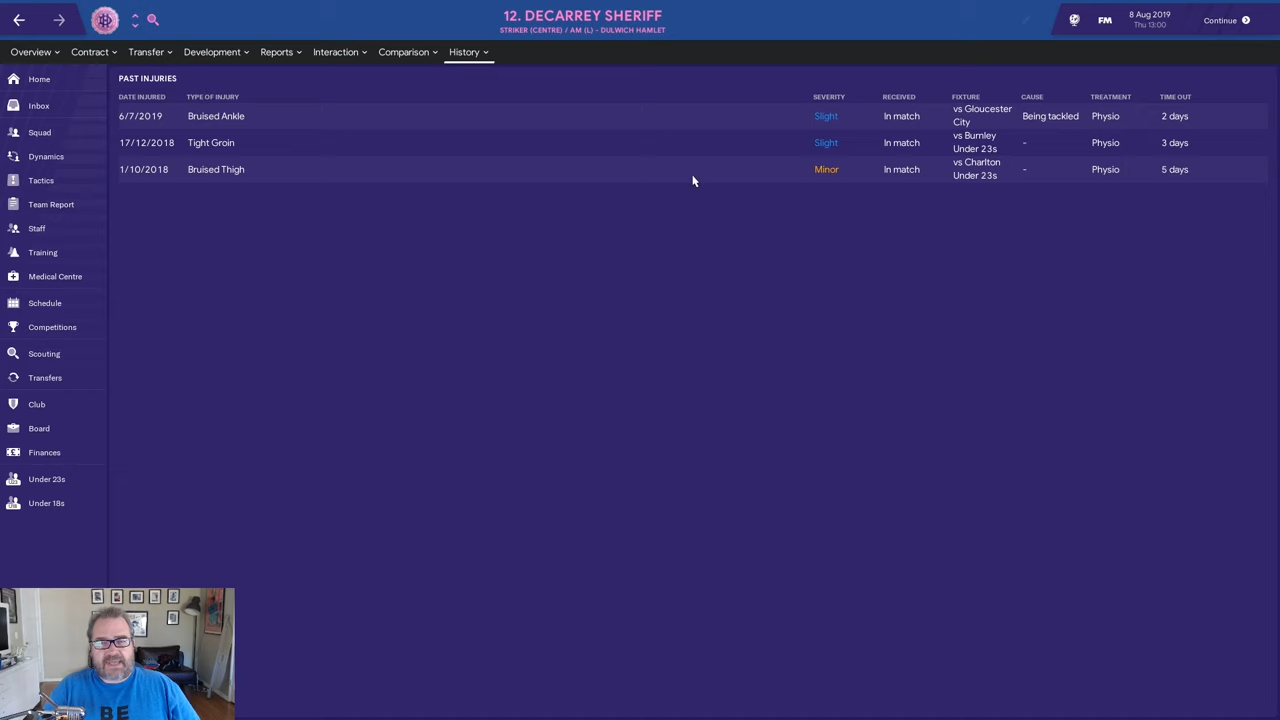 12. DECARREY SHERIFF
STRIKER (CENTRE) / AM (L) - DULWICH HAMLET
FM
8 Aug 2019
Thu 13:00
Continue
Overview
Contract
Transfer
Development
Reports
Interaction
Comparison
History
Home
Inbox
Squad
Dynamics
Tactics
Team Report
Staff
Training
Medical Centre
Schedule
Competitions
Scouting
Transfers
Club
Board
Finances
Under 23s
Under 18s
PAST INJURIES
DATE INJURED TYPE OF INJURY SEVERITY RECEIVED FIXTURE CAUSE TREATMENT TIME OUT
6/7/2019 Bruised Ankle Slight In match vs Gloucester City Being tackled Physio 2 days
17/12/2018 Tight Groin Slight In match vs Burnley Under 23s - Physio 3 days
1/10/2018 Bruised Thigh Minor In match vs Charlton Under 23s - Physio 5 days
BE